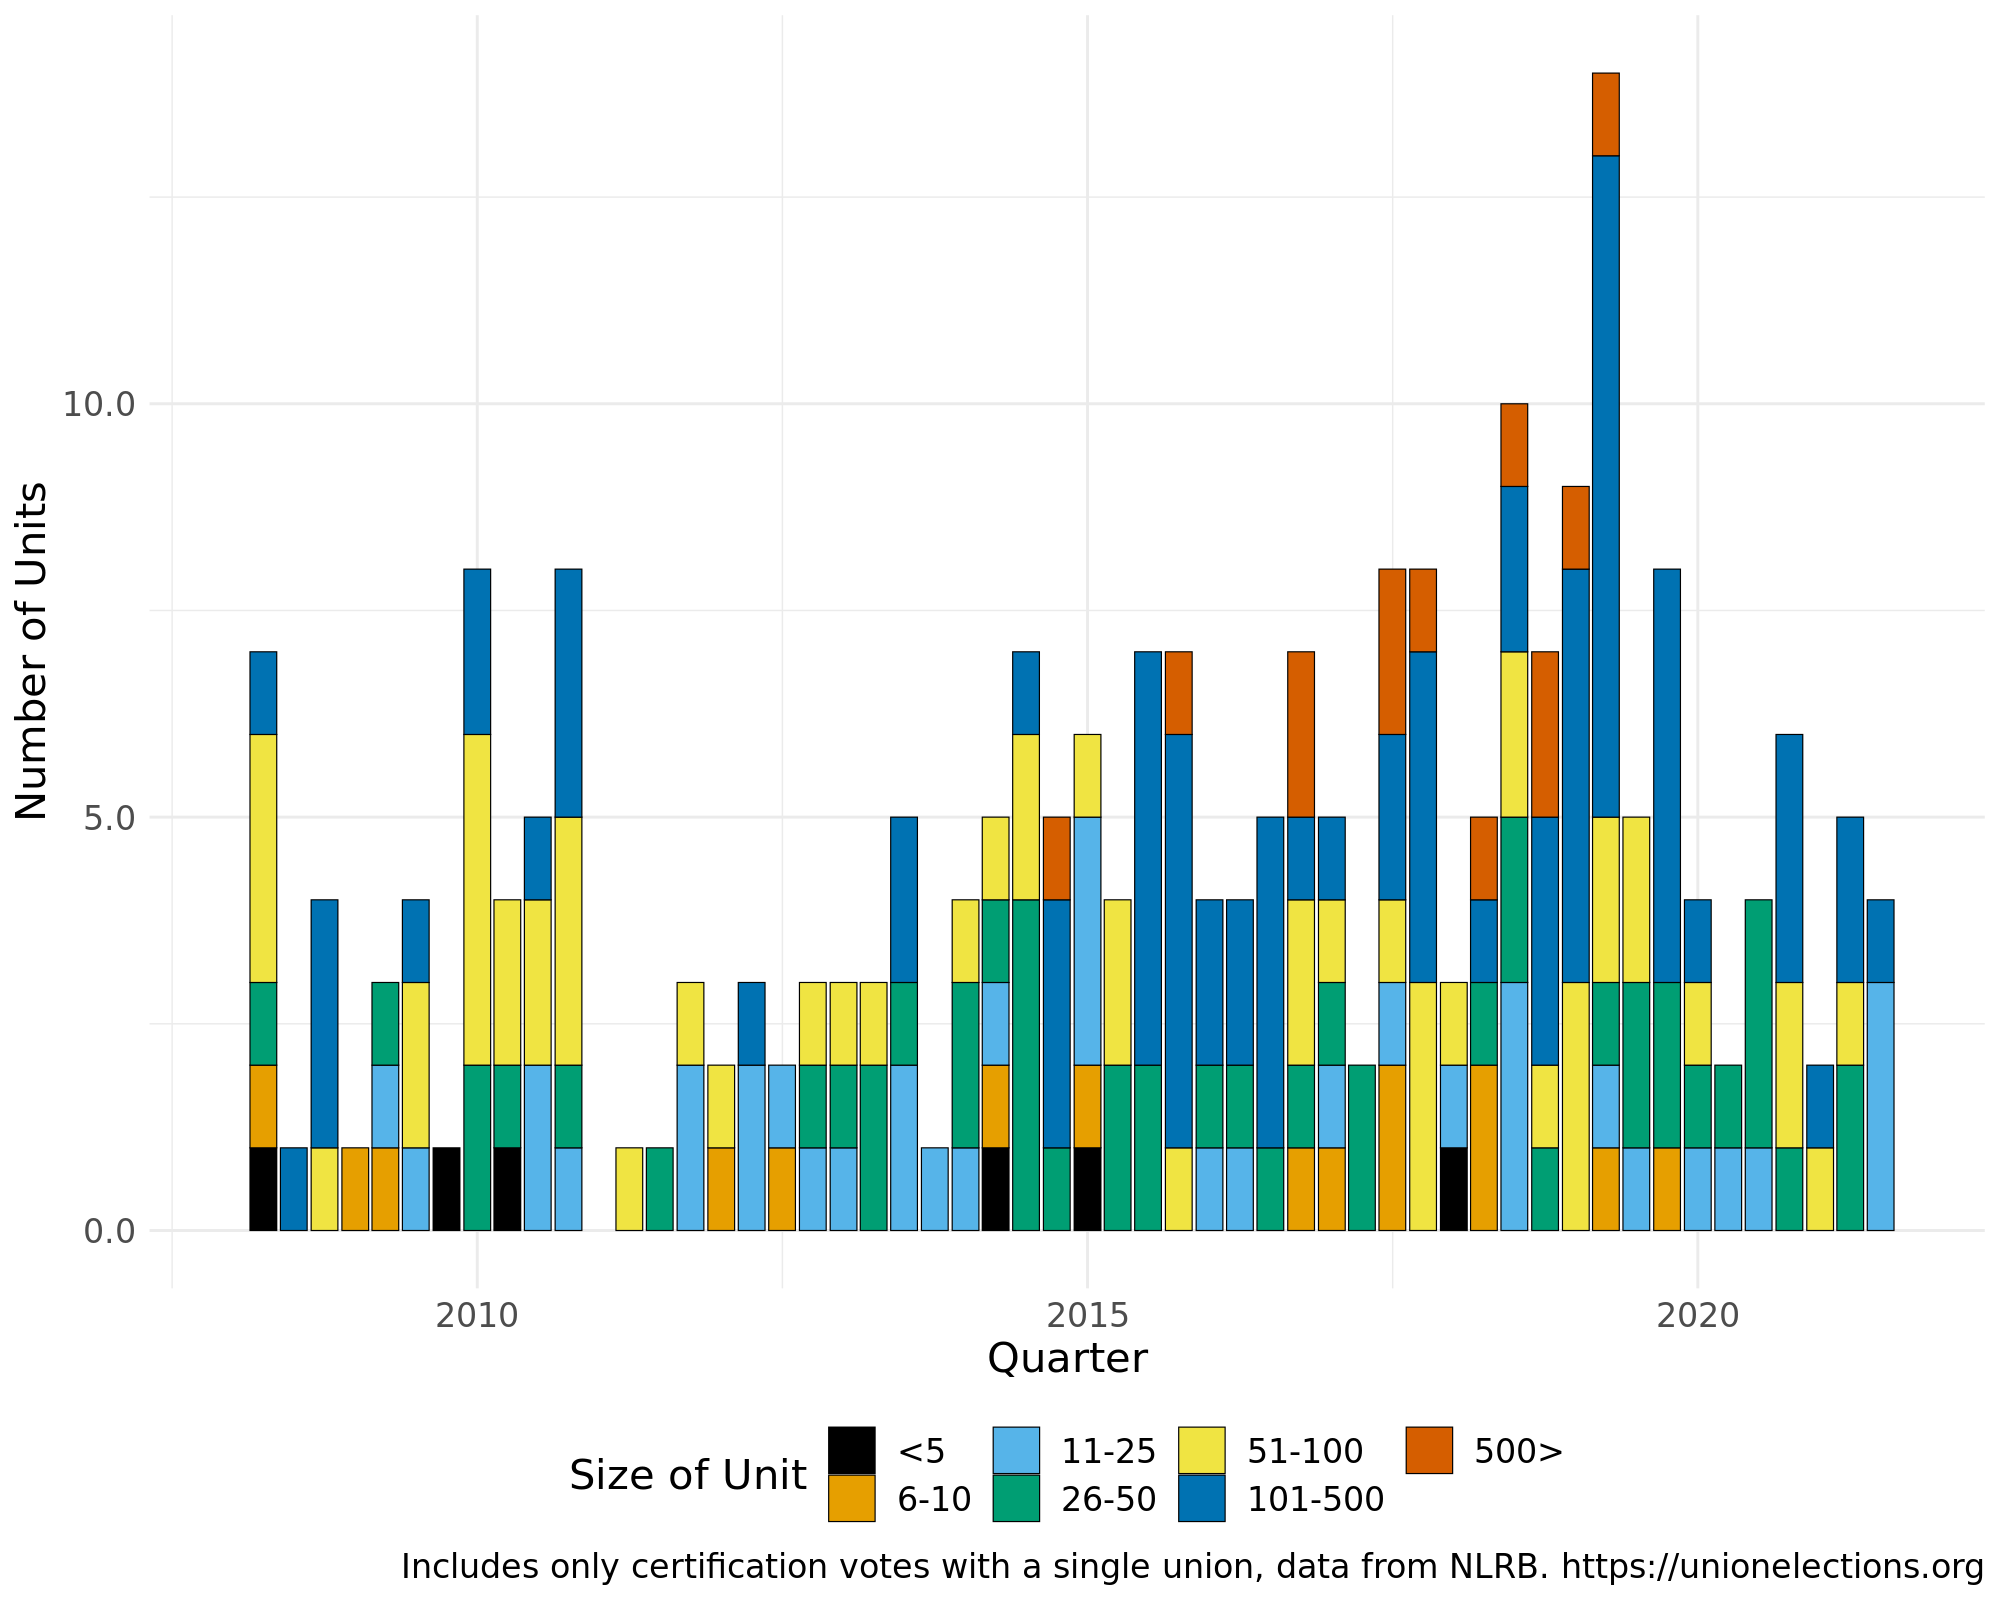 10.0
5.0
0.0
Number of Units
2010 2015 2020
Quarter
Size of Unit
<5 11-25 51-100 500>
6-10 26-50 101-500
Includes only certification votes with a single union, data from NLRB. https://unionelections.org